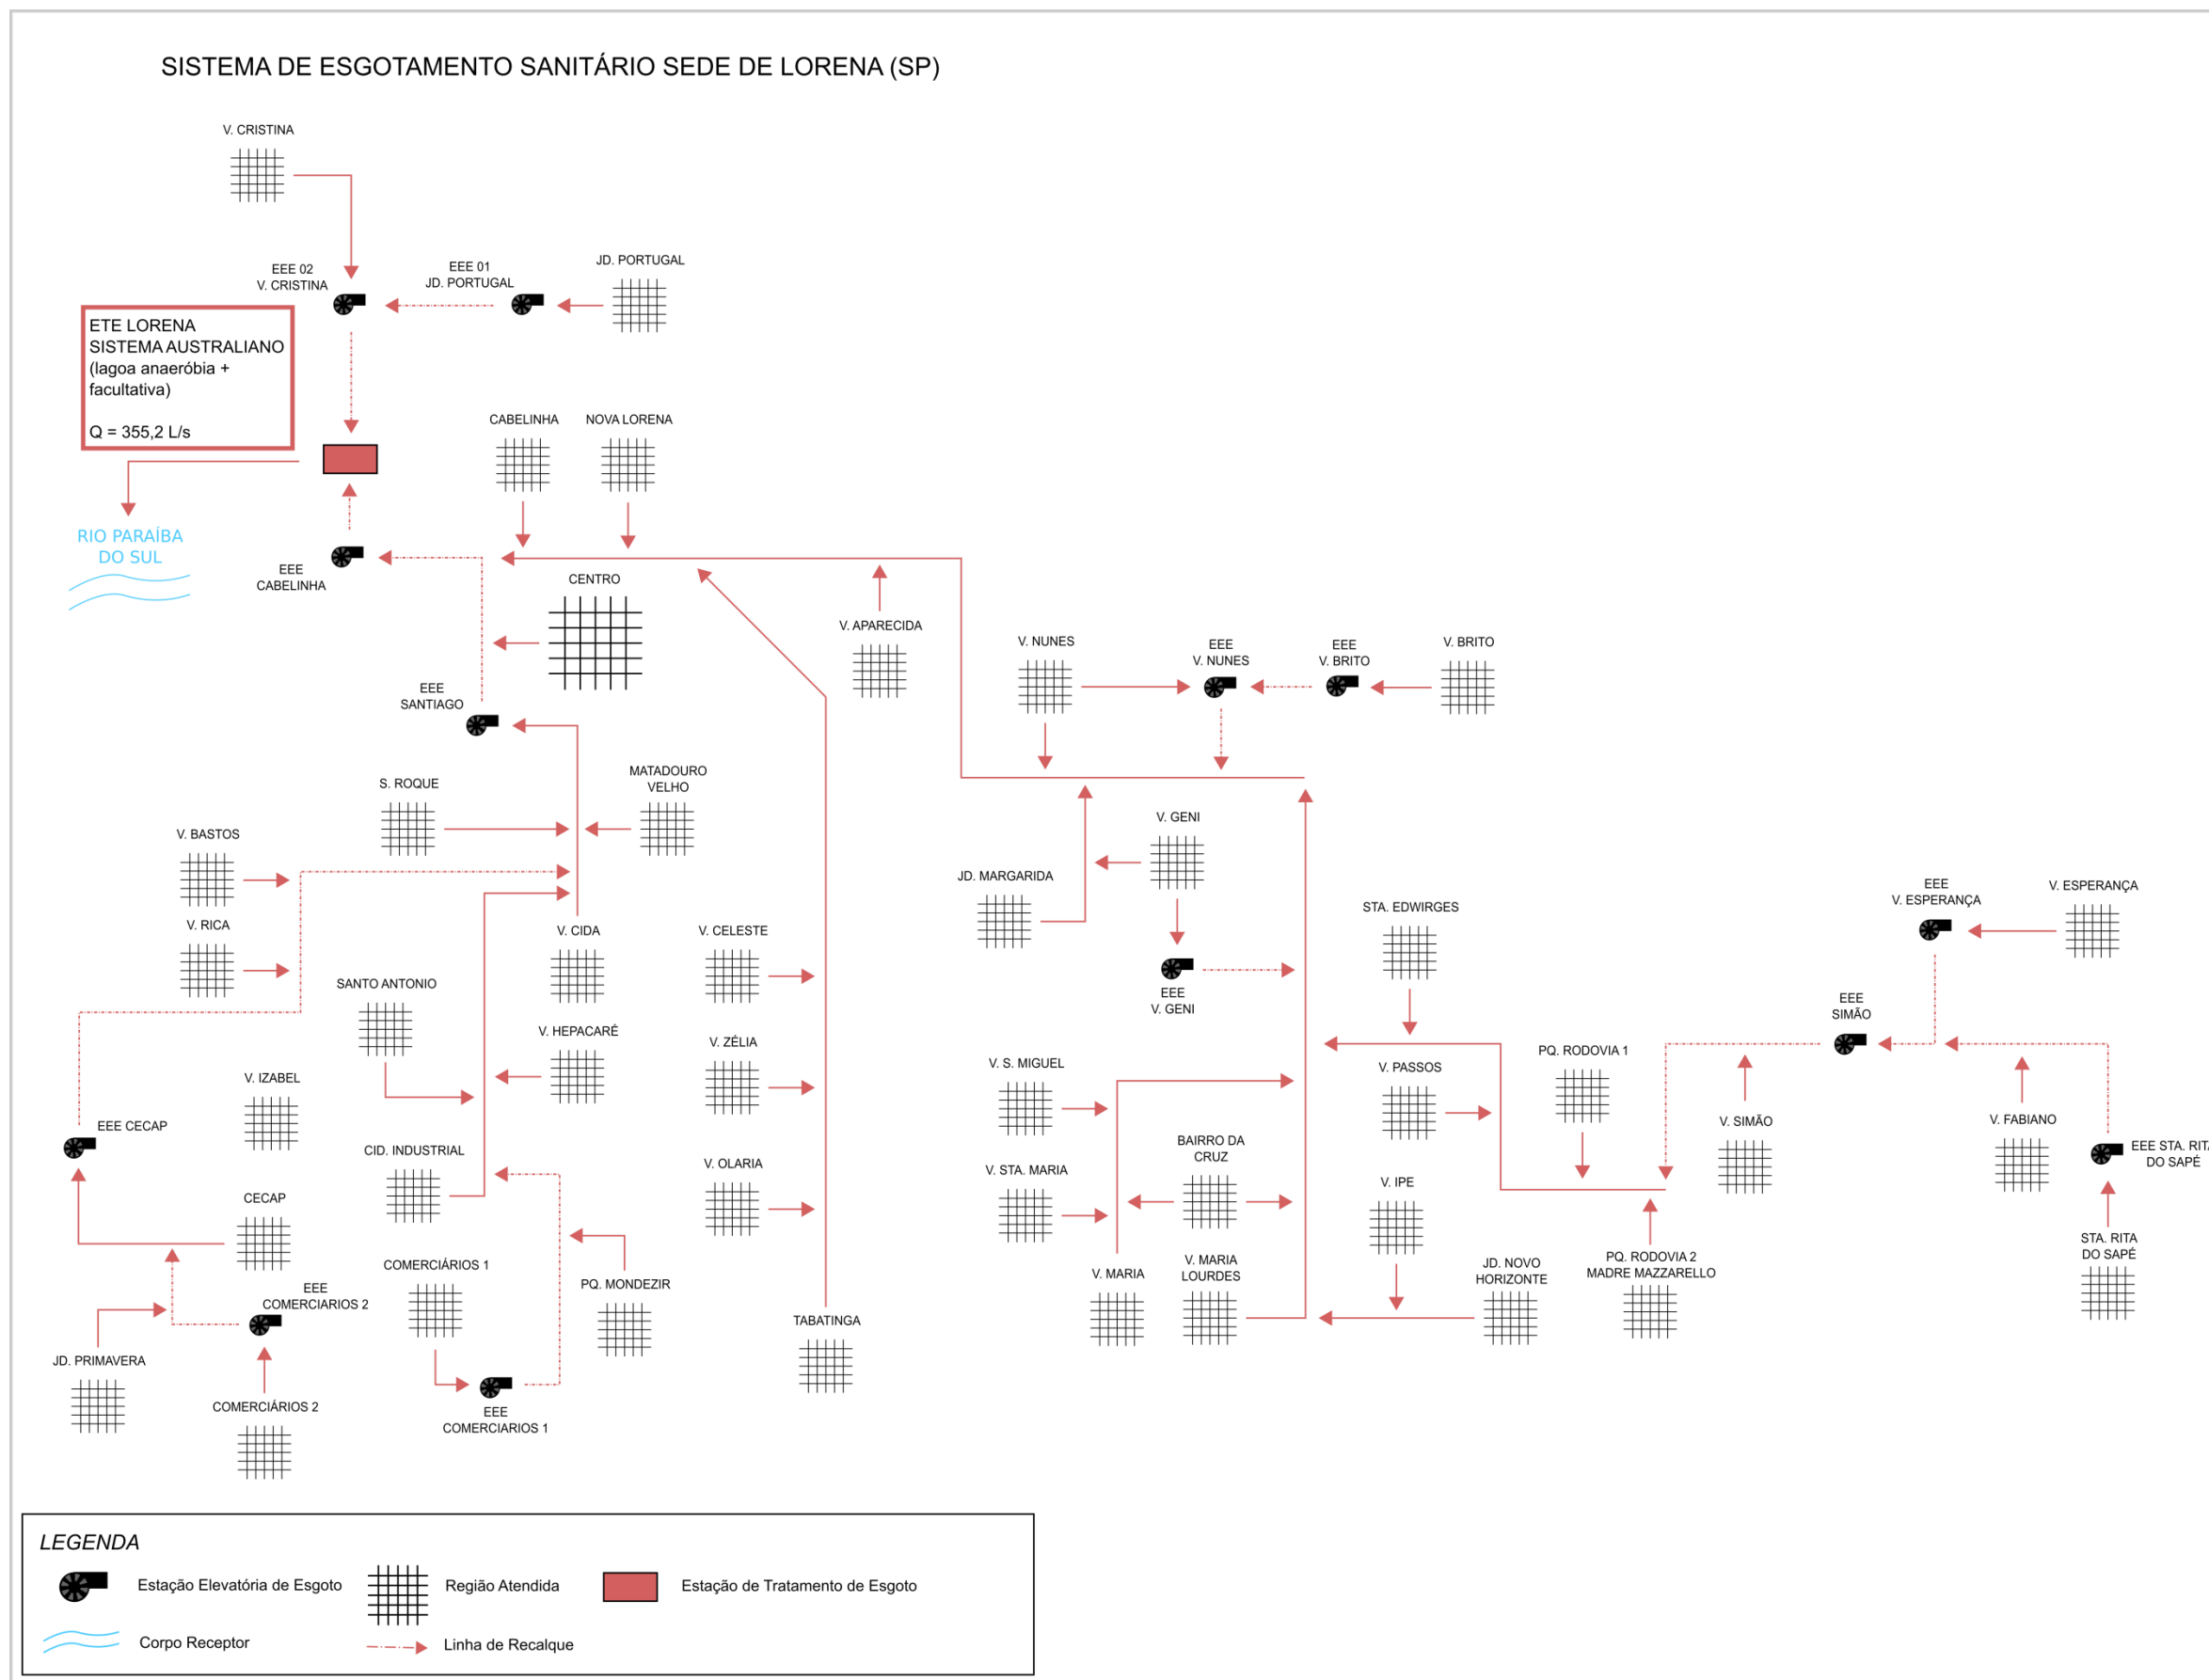 SISTEMA DE ESGOTAMENTO SANITÁRIO SEDE DE LORENA (SP)
V. CRISTINA
EEE 02
V. CRISTINA
EEE 01
JD. PORTUGAL
JD. PORTUGAL
ETE LORENA
SISTEMA AUSTRALIANO
(lagoa anaeróbia +
facultativa)
Q = 355,2 L/s
RIO PARAÍBA
DO SUL
EEE
CABELINHA
CABELINHA
NOVA LORENA
CENTRO
V. APARECIDA
EEE
SANTIAGO
V. NUNES
EEE
V. NUNES
EEE
V. BRITO
V. BRITO
S. ROQUE
MATADOURO
VELHO
V. BASTOS
V. RICA
V. GENI
JD. MARGARIDA
EEE
V. GENI
STA. EDWIRGES
EEE
V. ESPERANÇA
V. ESPERANÇA
V. CIDA
V. CELESTE
SANTO ANTONIO
V. HEPACARÉ
V. ZÉLIA
EEE
SIMÃO
V. IZABEL
EEE CECAP
CID. INDUSTRIAL
V. OLARIA
V. S. MIGUEL
V. STA. MARIA
BAIRRO DA
CRUZ
V. PASSOS
PQ. RODOVIA 1
V. SIMÃO
V. FABIANO
EEE STA. RITA
DO SAPÉ
CECAP
V. IPE
V. MARIA
V. MARIA
LOURDES
JD. NOVO
HORIZONTE
PQ. RODOVIA 2
MADRE MAZZARELLO
STA. RITA
DO SAPÉ
EEE
COMERCIARIOS 2
COMERCIÁRIOS 1
PQ. MONDEZIR
TABATINGA
JD. PRIMAVERA
COMERCIÁRIOS 2
EEE
COMERCIARIOS 1
LEGENDA
Estação Elevatória de Esgoto
Região Atendida
Estação de Tratamento de Esgoto
Corpo Receptor
Linha de Recalque